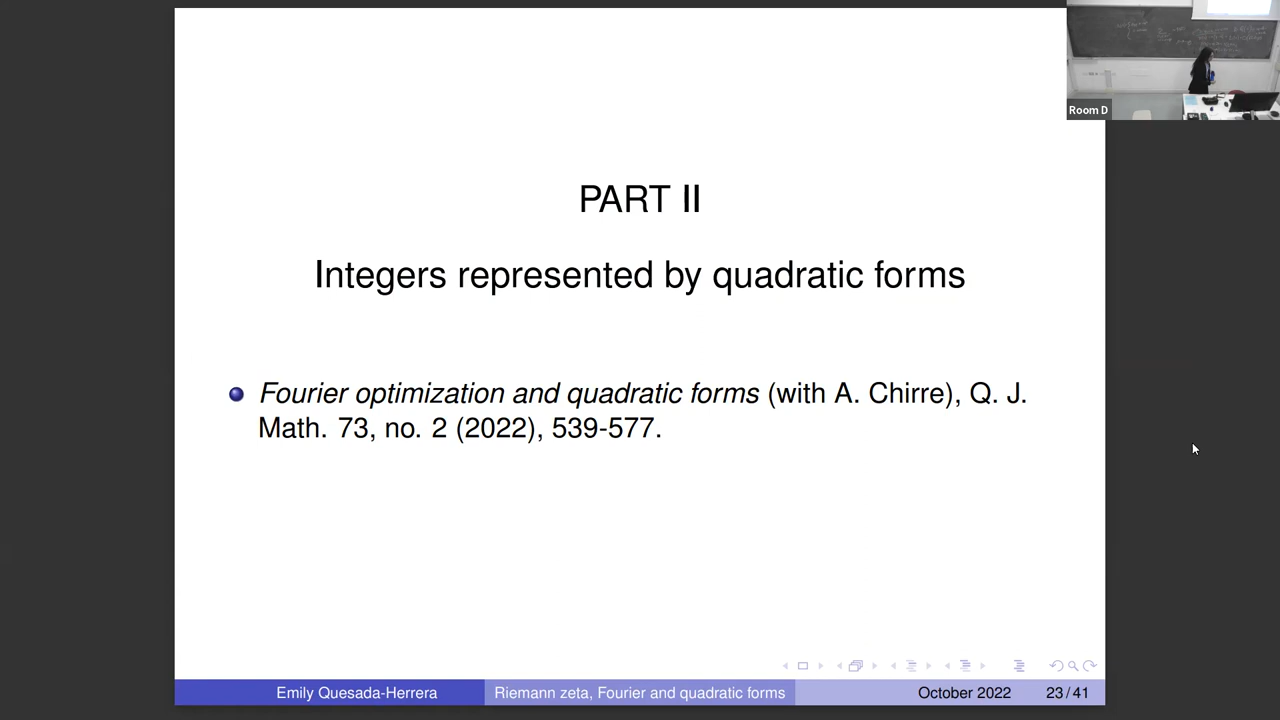 Room D
PART II
Integers represented by quadratic forms
Fourier optimization and quadratic forms (with A. Chirre), Q. J.
Math. 73, no. 2 (2022), 539-577.
Emily Quesada-Herrera
Riemann zeta, Fourier and quadratic forms
October 2022
23/41